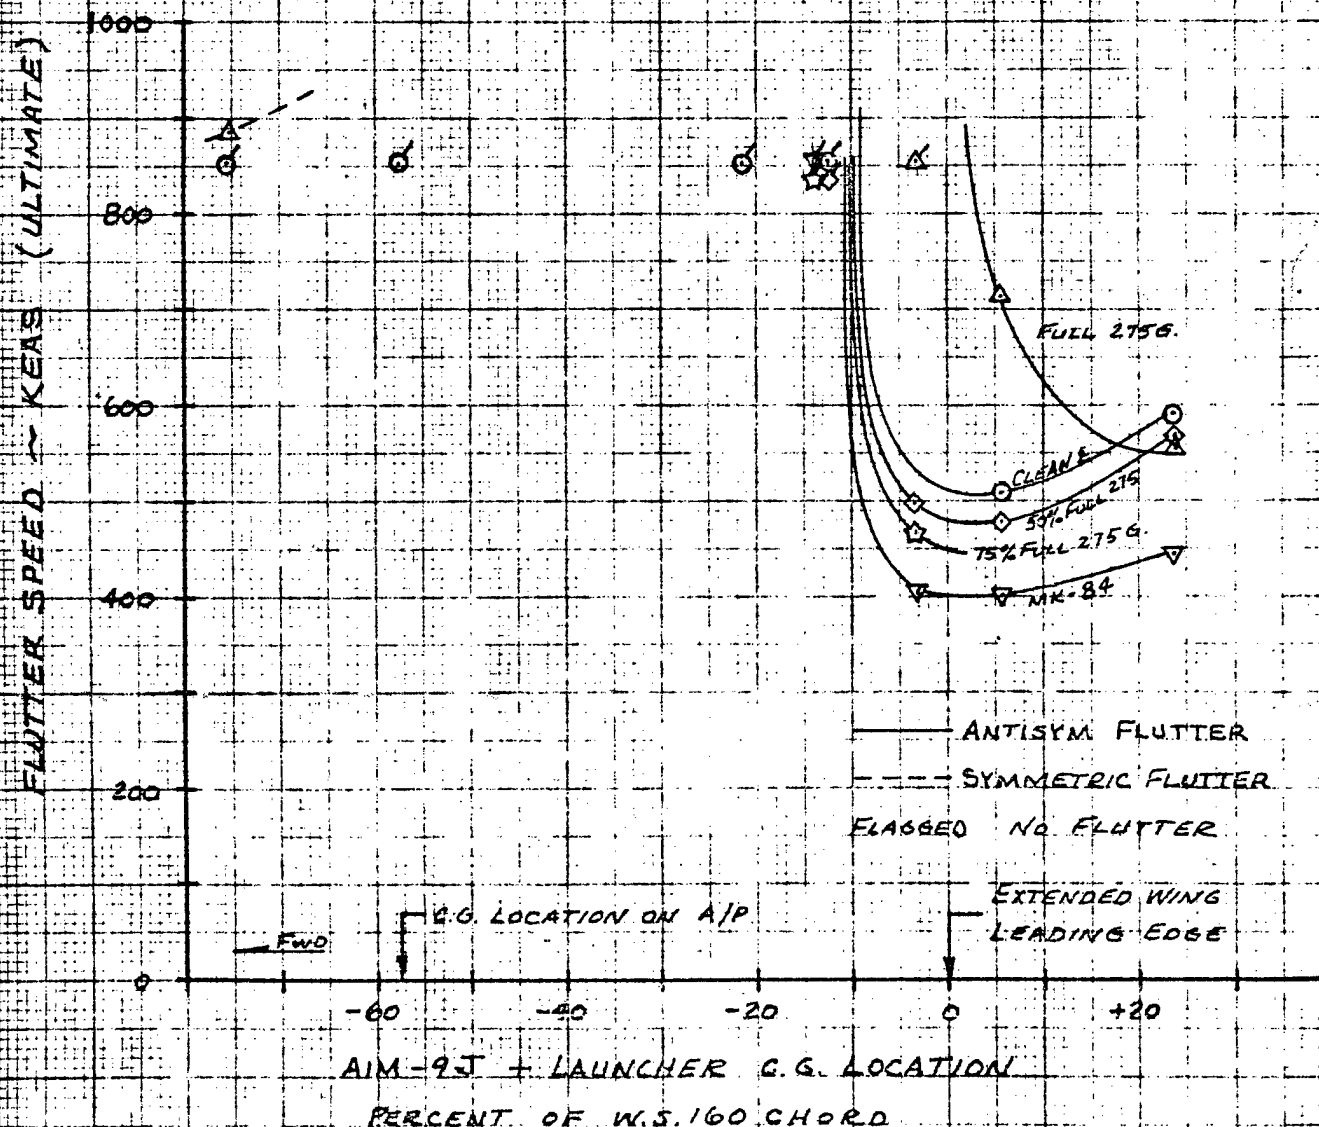 1000
800
600
400
200
0
FLUTTER SPEED ~ KEAS (ULTIMATE)
FULL 275G.
CLEAN ℄
50% FULL 275
75% FULL 275 G.
MK-84
ANTISYM FLUTTER
SYMMETRIC FLUTTER
FLAGGED NO FLUTTER
C.G. LOCATION ON A/P
EXTENDED WING
LEADING EDGE
FWD
-60 -40 -20 0 +20
AIM-9J + LAUNCHER C.G. LOCATION
PERCENT OF W.S. 160 CHORD